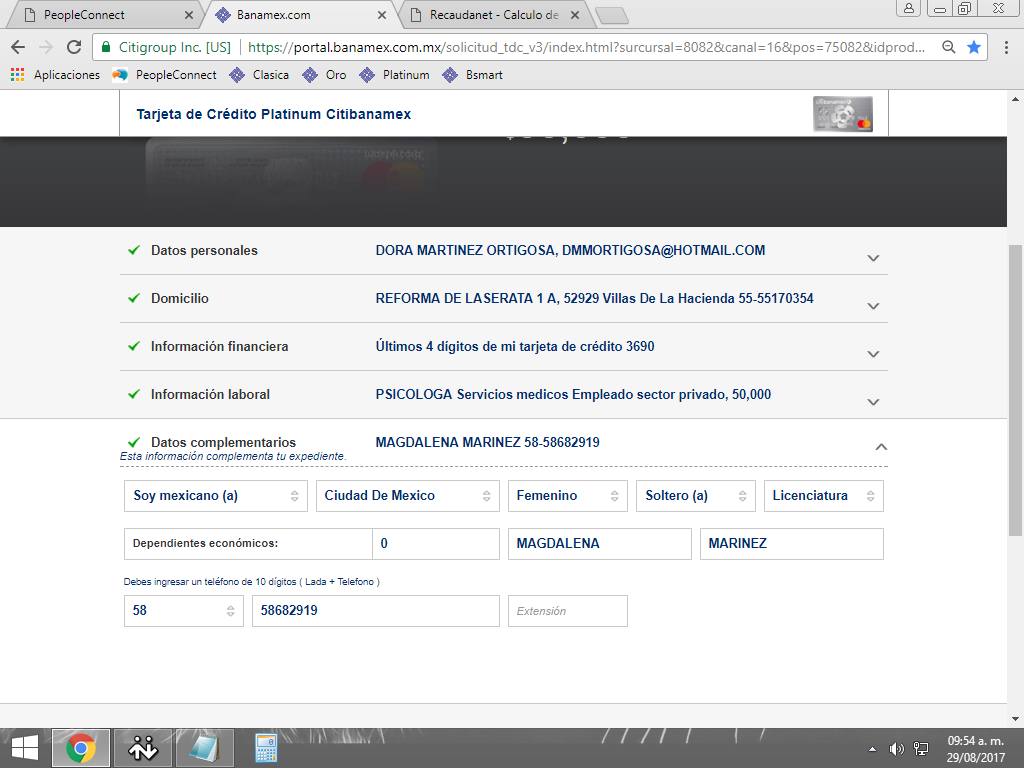 PeopleConnect
Banamex.com
Recaudanet - Calculo de
Citigroup Inc. [US]
https://portal.banamex.com.mx/solicitud_tdc_v3/index.html?surcursal=8082&canal=16&pos=75082&idprod...
Aplicaciones
PeopleConnect
Clasica
Oro
Platinum
Bsmart
Tarjeta de Crédito Platinum Citibanamex
citibanamex
Datos personales
DORA MARTINEZ ORTIGOSA, DMMORTIGOSA@HOTMAIL.COM
Domicilio
REFORMA DE LASERATA 1 A, 52929 Villas De La Hacienda 55-55170354
Información financiera
Últimos 4 dígitos de mi tarjeta de crédito 3690
Información laboral
PSICOLOGA Servicios medicos Empleado sector privado, 50,000
Datos complementarios
MAGDALENA MARINEZ 58-58682919
Esta información complementa tu expediente.
Soy mexicano (a)
Ciudad De Mexico
Femenino
Soltero (a)
Licenciatura
Dependientes económicos:
0
MAGDALENA
MARINEZ
Debes ingresar un teléfono de 10 dígitos ( Lada + Telefono )
58
58682919
Extensión
09:54 a. m.
29/08/2017